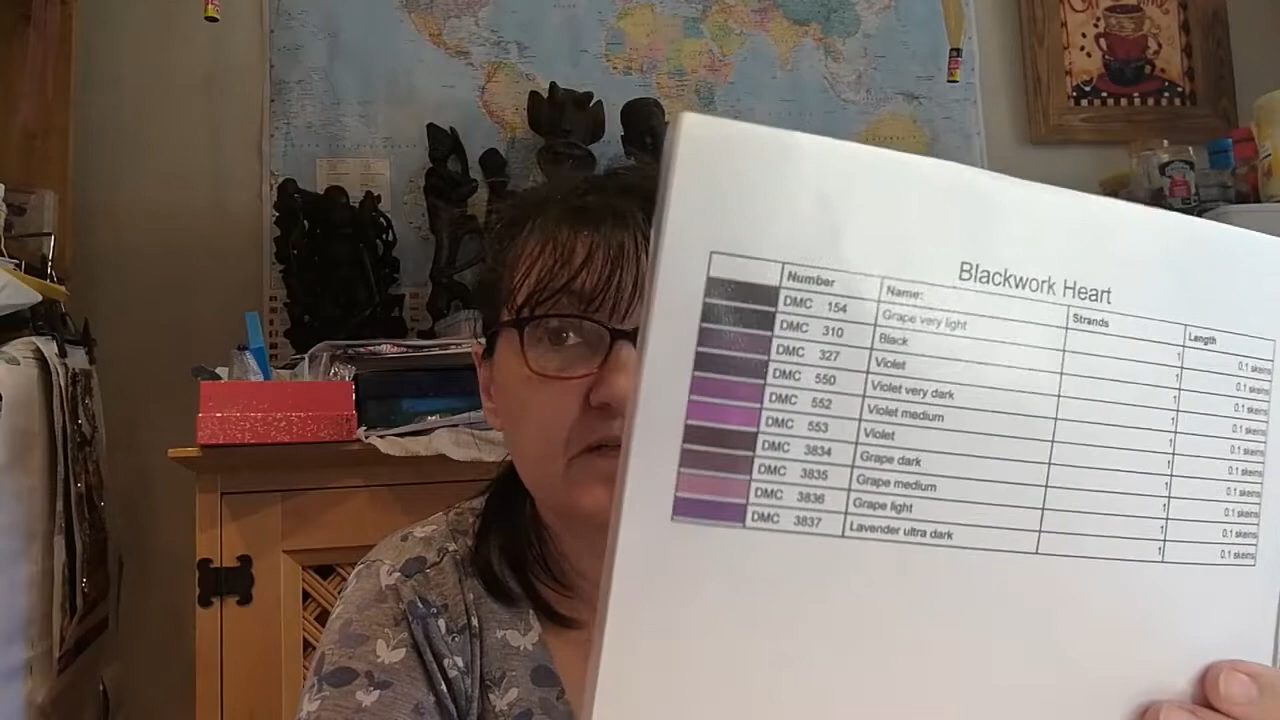 Blackwork Heart
Number Name: Strands Length
DMC 154 Grape very light 1 0.1 skeins
DMC 310 Black 1 0.1 skeins
DMC 327 Violet 1 0.1 skeins
DMC 550 Violet very dark 1 0.1 skeins
DMC 552 Violet medium 1 0.1 skeins
DMC 553 Violet 1 0.1 skeins
DMC 3834 Grape dark 1 0.1 skeins
DMC 3835 Grape medium 1 0.1 skeins
DMC 3836 Grape light 1 0.1 skeins
DMC 3837 Lavender ultra dark 1 0.1 skeins